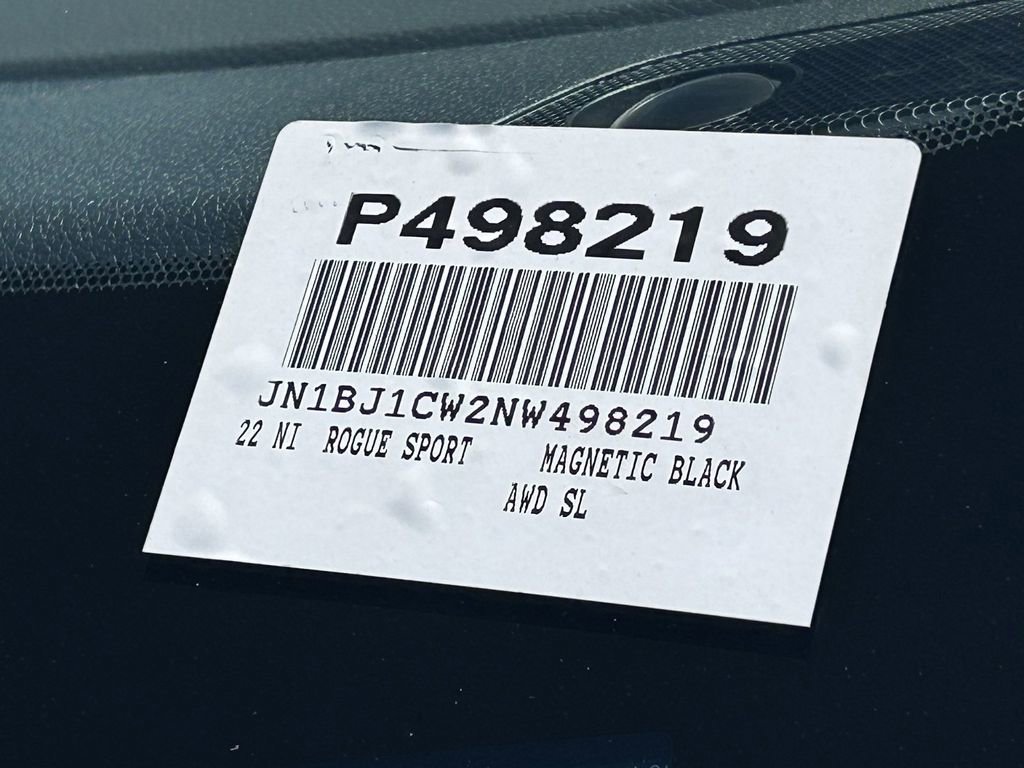 P498219
JN1BJ1CW2NW498219
22 NI ROGUE SPORT MAGNETIC BLACK
AWD SL